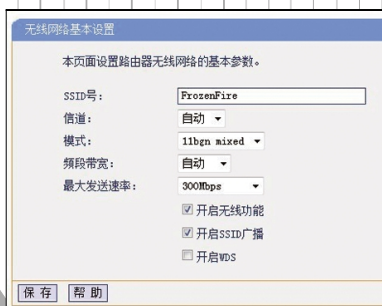 无线网络基本设置
本页面设置路由器无线网络的基本参数。
SSID号： FrozenFire
信道： 自动
模式： 11bgn mixed
频段带宽： 自动
最大发送速率： 300Mbps
开启无线功能
开启SSID广播
开启WDS
保存 帮助